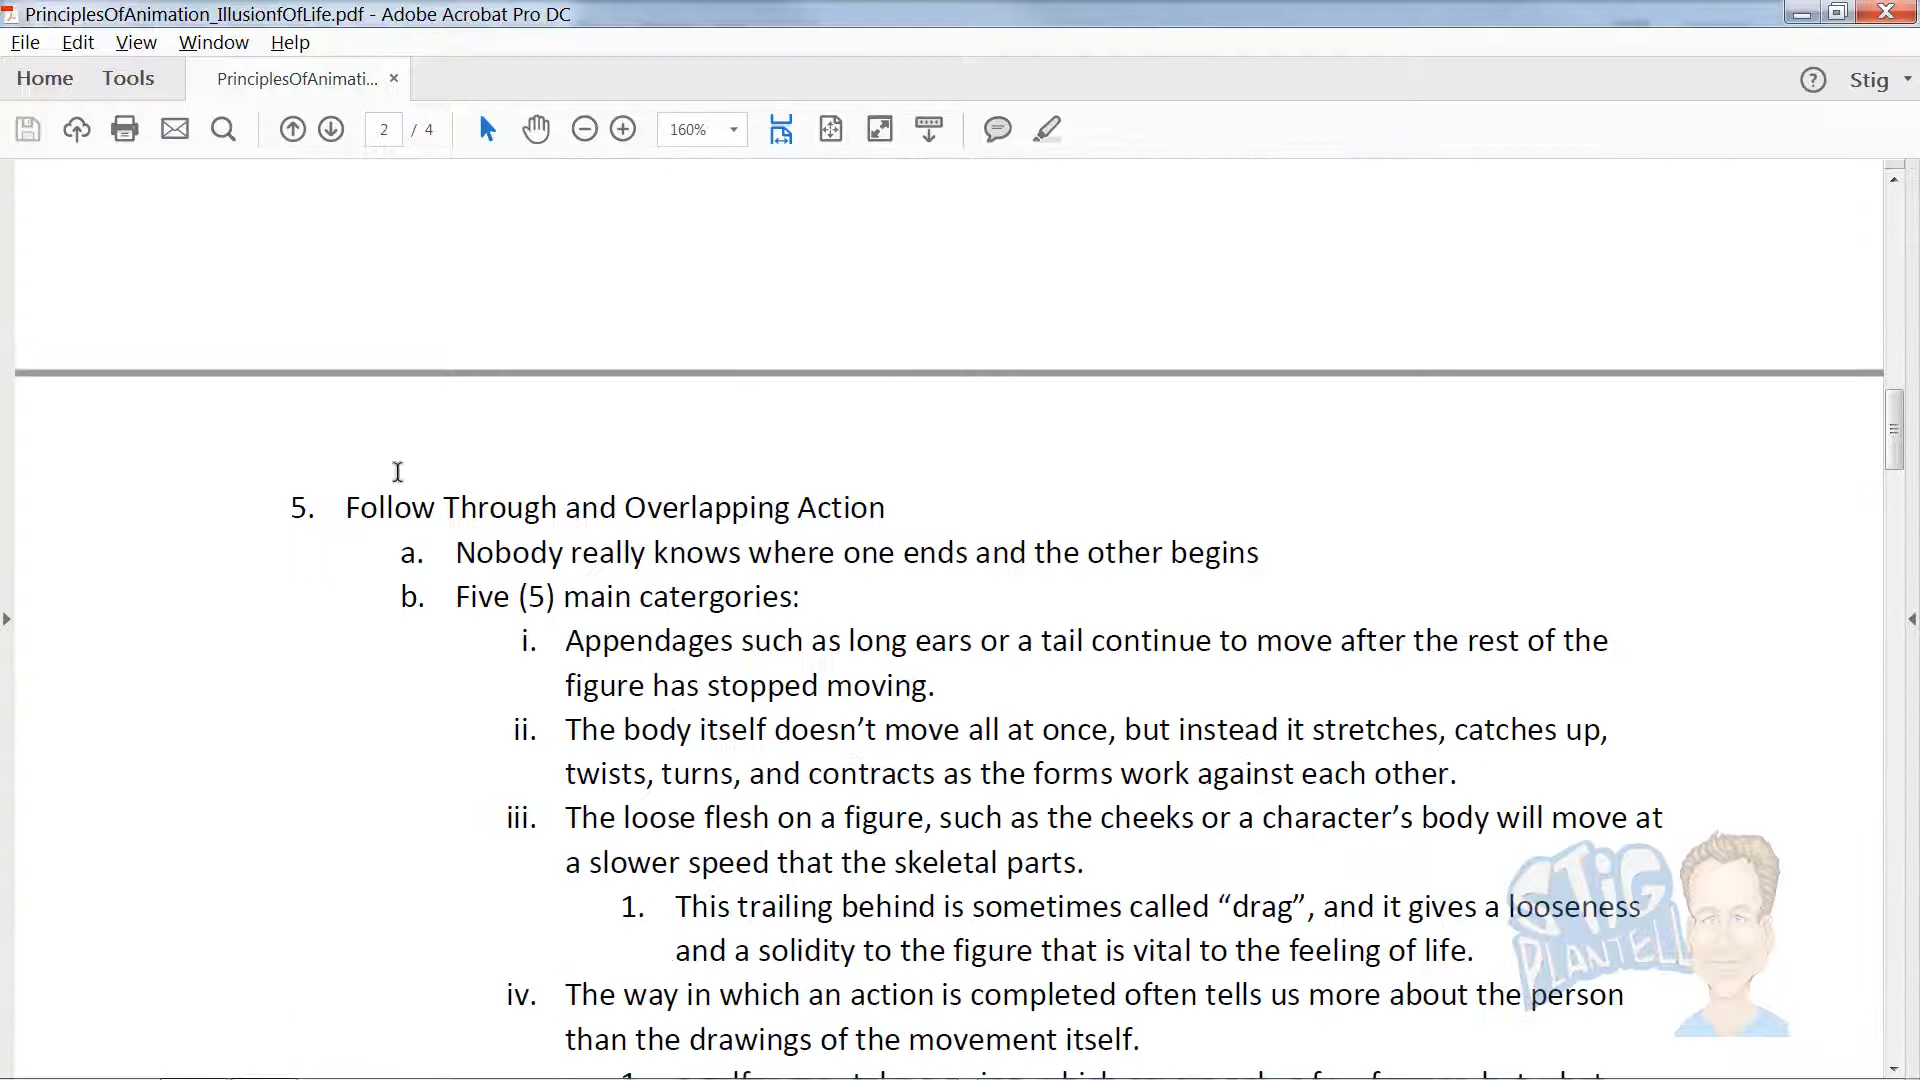 PrinciplesOfAnimation_IllusionfOfLife.pdf - Adobe Acrobat Pro DC
File Edit View Window Help
Home Tools PrinciplesOfAnimati... × Stig
2 / 4 160%
5. Follow Through and Overlapping Action
a. Nobody really knows where one ends and the other begins
b. Five (5) main catergories:
i. Appendages such as long ears or a tail continue to move after the rest of the
figure has stopped moving.
ii. The body itself doesn’t move all at once, but instead it stretches, catches up,
twists, turns, and contracts as the forms work against each other.
iii. The loose flesh on a figure, such as the cheeks or a character’s body will move at
a slower speed that the skeletal parts.
1. This trailing behind is sometimes called “drag”, and it gives a looseness
and a solidity to the figure that is vital to the feeling of life.
iv. The way in which an action is completed often tells us more about the person
than the drawings of the movement itself.
STiG
PLANTELL